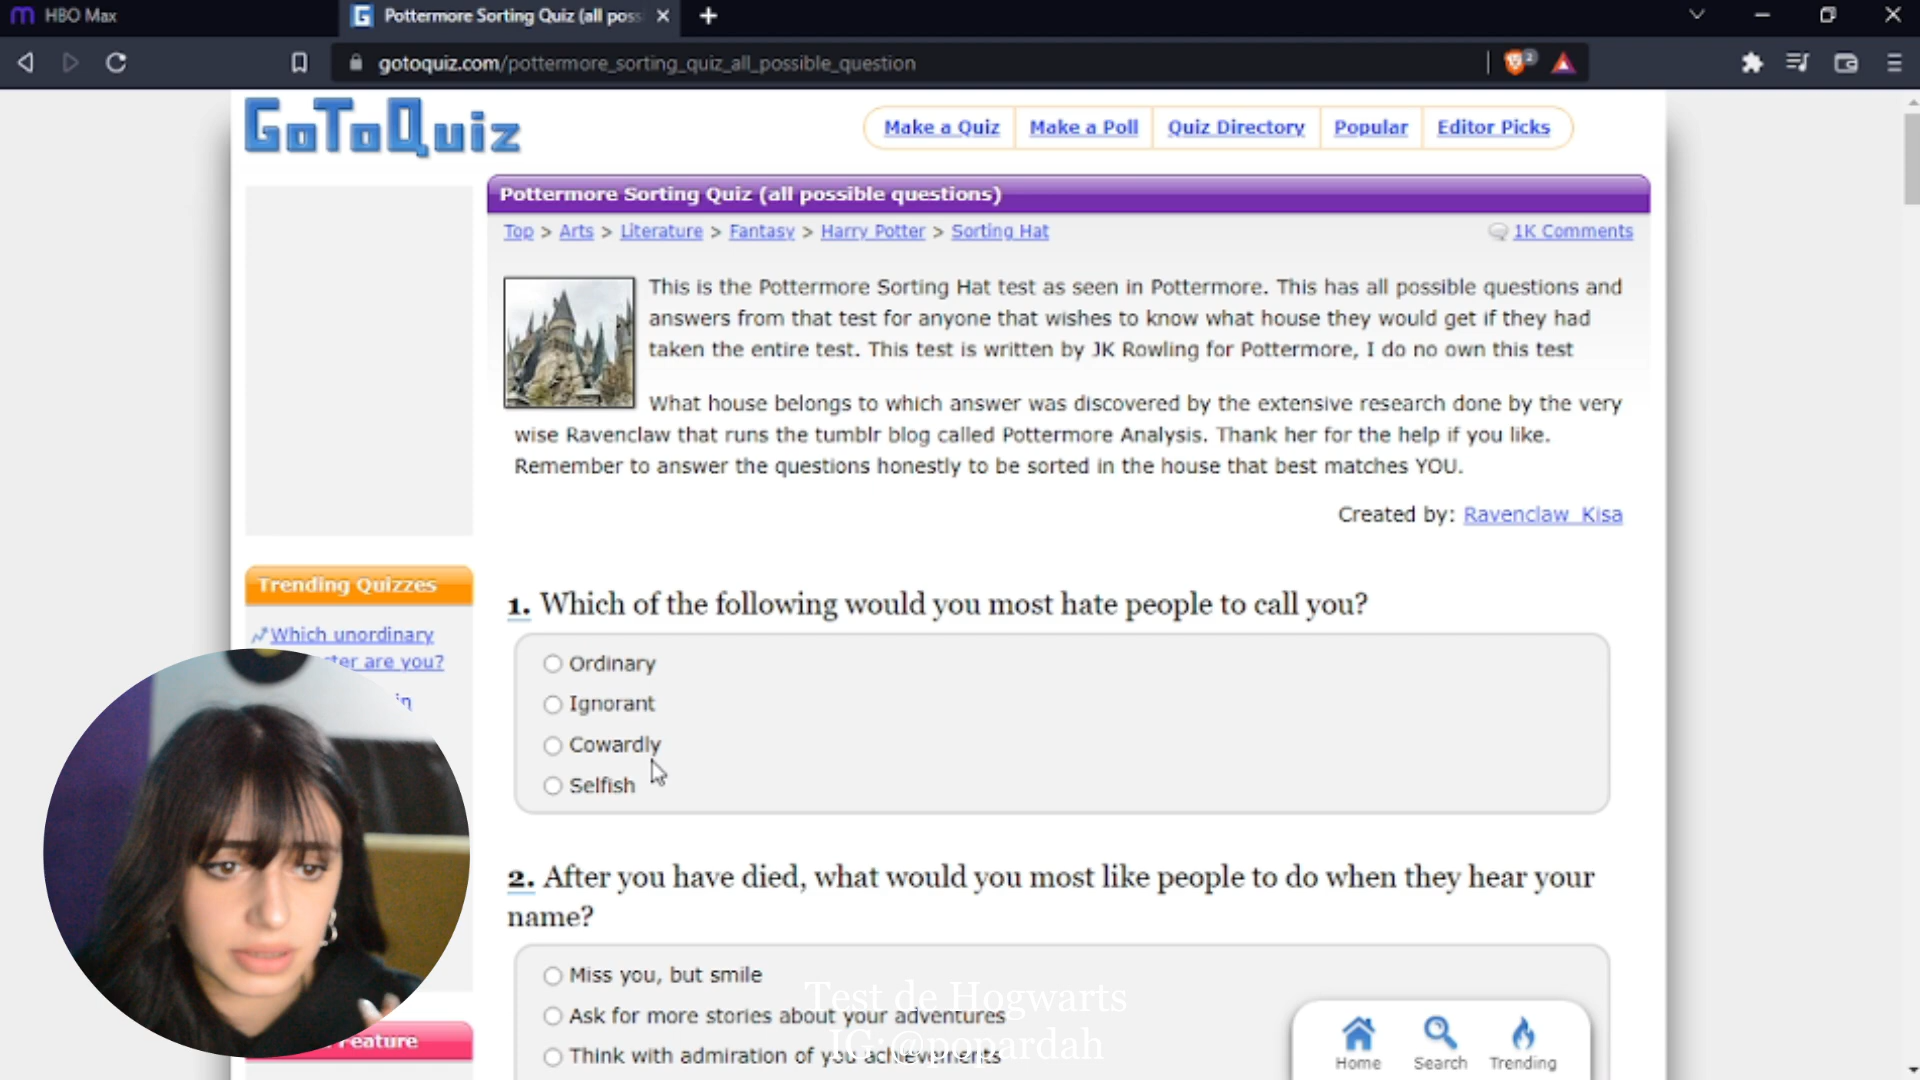 HBO Max
Pottermore Sorting Quiz (all poss
gotoquiz.com/pottermore_sorting_quiz_all_possible_question
2
GoToQuiz
Make a Quiz
Make a Poll
Quiz Directory
Popular
Editor Picks
Pottermore Sorting Quiz (all possible questions)
Top > Arts > Literature > Fantasy > Harry Potter > Sorting Hat
1K Comments
This is the Pottermore Sorting Hat test as seen in Pottermore. This has all possible questions and
answers from that test for anyone that wishes to know what house they would get if they had
taken the entire test. This test is written by JK Rowling for Pottermore, I do no own this test
What house belongs to which answer was discovered by the extensive research done by the very
wise Ravenclaw that runs the tumblr blog called Pottermore Analysis. Thank her for the help if you like.
Remember to answer the questions honestly to be sorted in the house that best matches YOU.
Created by: Ravenclaw_Kisa
Trending Quizzes
Which unordinary
ter are you?
in
Feature
1. Which of the following would you most hate people to call you?
Ordinary
Ignorant
Cowardly
Selfish
2. After you have died, what would you most like people to do when they hear your
name?
Miss you, but smile
Ask for more stories about your adventures
Think with admiration of you achievements
Test de Hogwarts
IG:@popardah
Home
Search
Trending